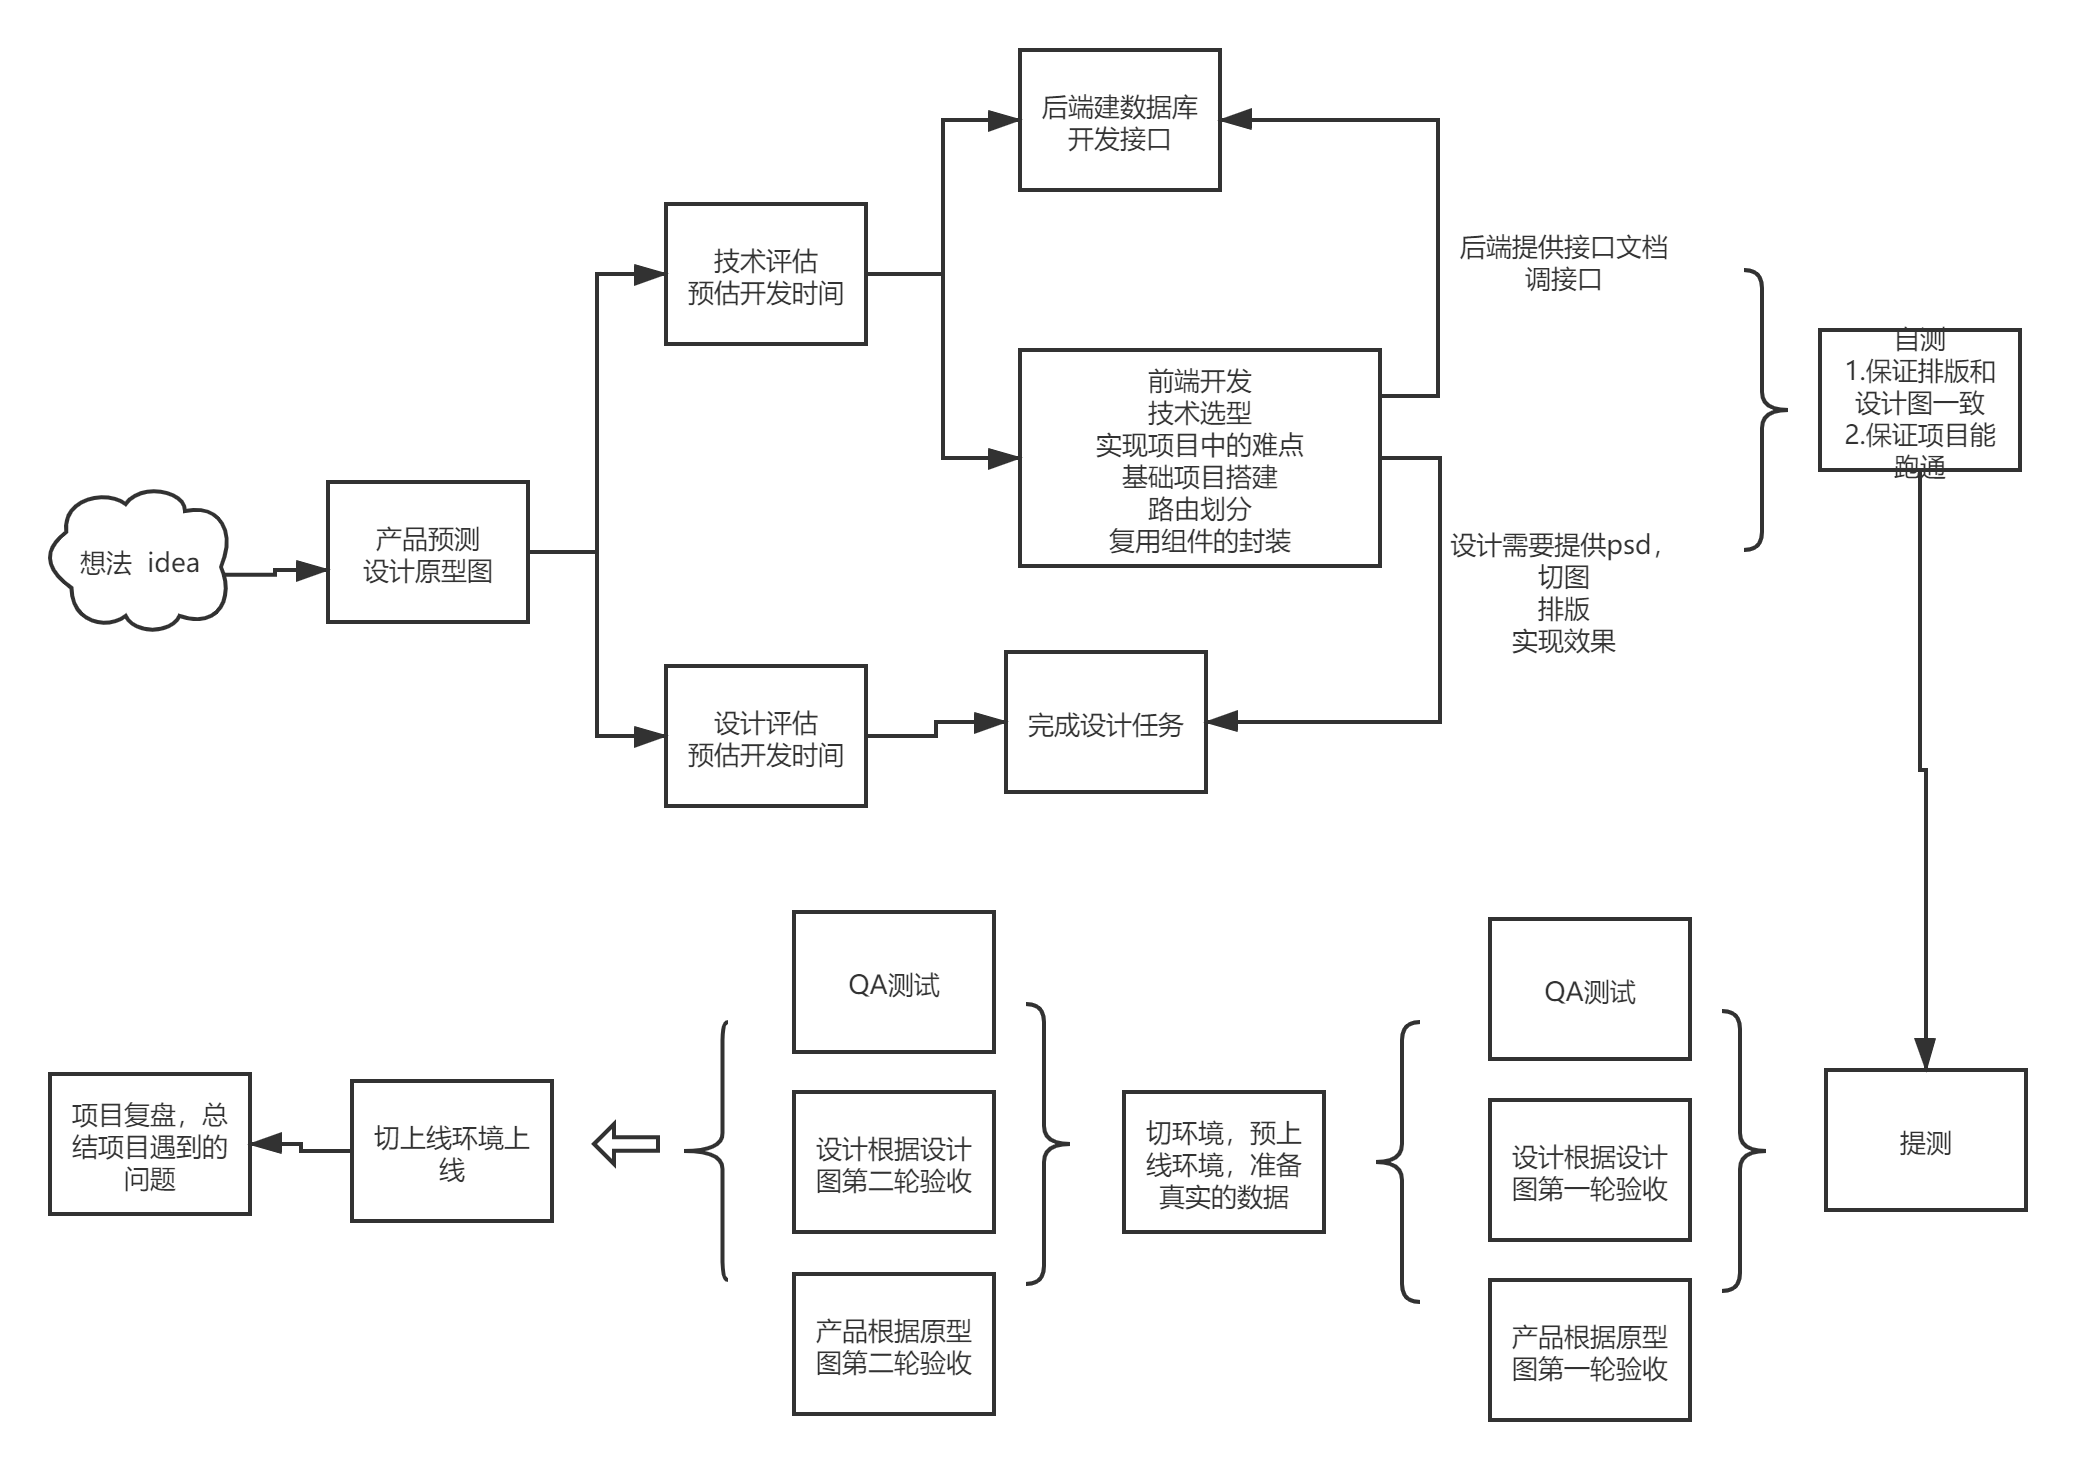 想法 idea
产品预测
设计原型图
技术评估
预估开发时间
设计评估
预估开发时间
后端建数据库
开发接口
前端开发
技术选型
实现项目中的难点
基础项目搭建
路由划分
复用组件的封装
完成设计任务
后端提供接口文档
调接口
设计需要提供psd，
切图
排版
实现效果
自测
1.保证排版和
设计图一致
2.保证项目能
跑通
提测
QA测试
设计根据设计
图第一轮验收
产品根据原型
图第一轮验收
切环境，预上
线环境，准备
真实的数据
QA测试
设计根据设计
图第二轮验收
产品根据原型
图第二轮验收
切上线环境上
线
项目复盘，总
结项目遇到的
问题